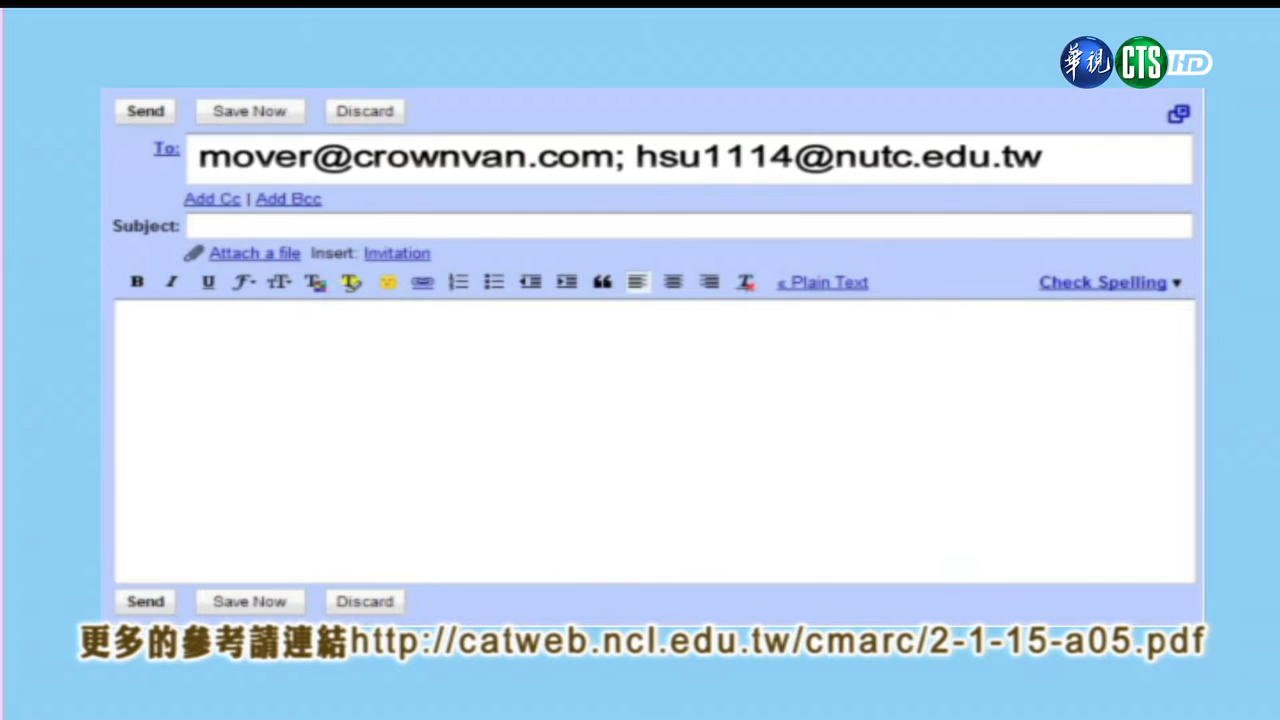 華視 CTS HD
Send Save Now Discard
To: mover@crownvan.com; hsu1114@nutc.edu.tw
Add Cc | Add Bcc
Subject:
Attach a file Insert: Invitation
B I U « Plain Text Check Spelling ▼
Send Save Now Discard
更多的參考請連結http://catweb.ncl.edu.tw/cmarc/2-1-15-a05.pdf